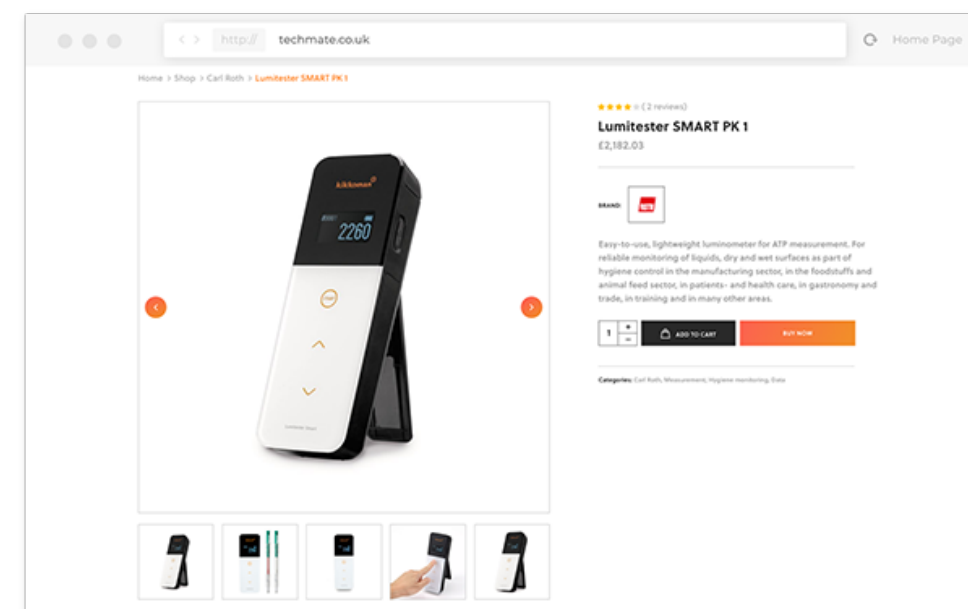 http://
techmate.co.uk
Home Page
Home > Shop > Carl Roth > Lumitester SMART PK 1
( 2 reviews)
Lumitester SMART PK 1
£2,182.03
BRAND:
ROTH
Easy-to-use, lightweight luminometer for ATP measurement. For
reliable monitoring of liquids, dry and wet surfaces as part of
hygiene control in the manufacturing sector, in the foodstuffs and
animal feed sector, in patients- and health care, in gastronomy and
trade, in training and in many other areas.
1 + −
ADD TO CART
BUY NOW
Categories: Carl Roth, Measurement, Hygiene monitoring, Data
kikkoman
2260